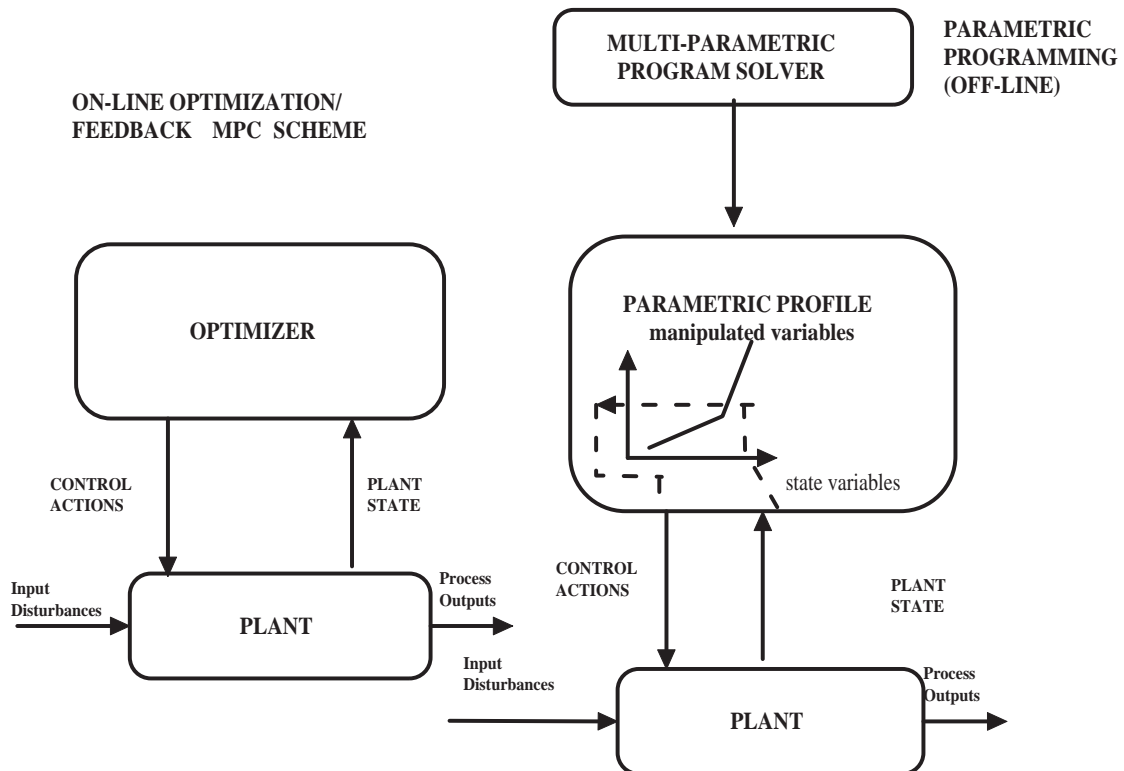 ON-LINE OPTIMIZATION/
FEEDBACK MPC SCHEME
OPTIMIZER
CONTROL
ACTIONS
PLANT
STATE
Input
Disturbances
PLANT
Process
Outputs
MULTI-PARAMETRIC
PROGRAM SOLVER
PARAMETRIC
PROGRAMMING
(OFF-LINE)
PARAMETRIC PROFILE
manipulated variables
state variables
CONTROL
ACTIONS
PLANT
STATE
Input
Disturbances
PLANT
Process
Outputs